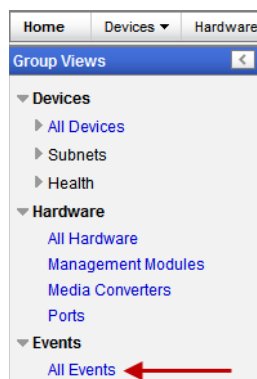 Home Devices Hardware
Group Views
Devices
All Devices
Subnets
Health
Hardware
All Hardware
Management Modules
Media Converters
Ports
Events
All Events